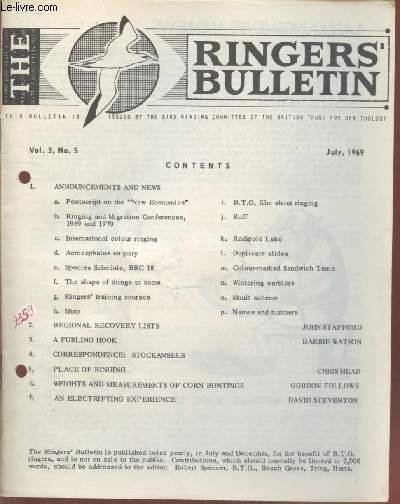 THE
RINGERS'
BULLETIN
THIS BULLETIN IS ISSUED BY THE BIRD RINGING COMMITTEE OF THE BRITISH TRUST FOR ORNITHOLOGY
Vol. 3, No. 5 July, 1969
CONTENTS
1. ANNOUNCEMENTS AND NEWS
a. Postscript on the "New Economics" i. B.T.O. film about ringing
b. Ringing and Migration Conferences, j. Ruff
1969 and 1970
c. International colour ringing k. Radipole Lake
d. Acrocephalus enquiry l. Duplicate slides
e. Species Schedule, BRC 18 m. Colour-marked Sandwich Terns
f. The shape of things to come n. Wintering warblers
g. Ringers' training courses o. Moult scheme
h. Shop p. Names and numbers
2. REGIONAL RECOVERY LISTS JOHN STAFFORD
3. A FURLING HOOK BARRIE WATSON
4. CORRESPONDENCE: STOCKAMSELS
5. PLACE OF RINGING CHRIS MEAD
6. WEIGHTS AND MEASUREMENTS OF CORN BUNTINGS GORDON FOLLOWS
7. AN ELECTRIFYING EXPERIENCE DAVID STEVENTON
The Ringers' Bulletin is published twice yearly, in July and December, for the benefit of B.T.O.
ringers, and is not on sale to the public. Contributions, which should normally be limited to 2,000
words, should be addressed to the editor: Robert Spencer, B.T.O., Beech Grove, Tring, Herts.